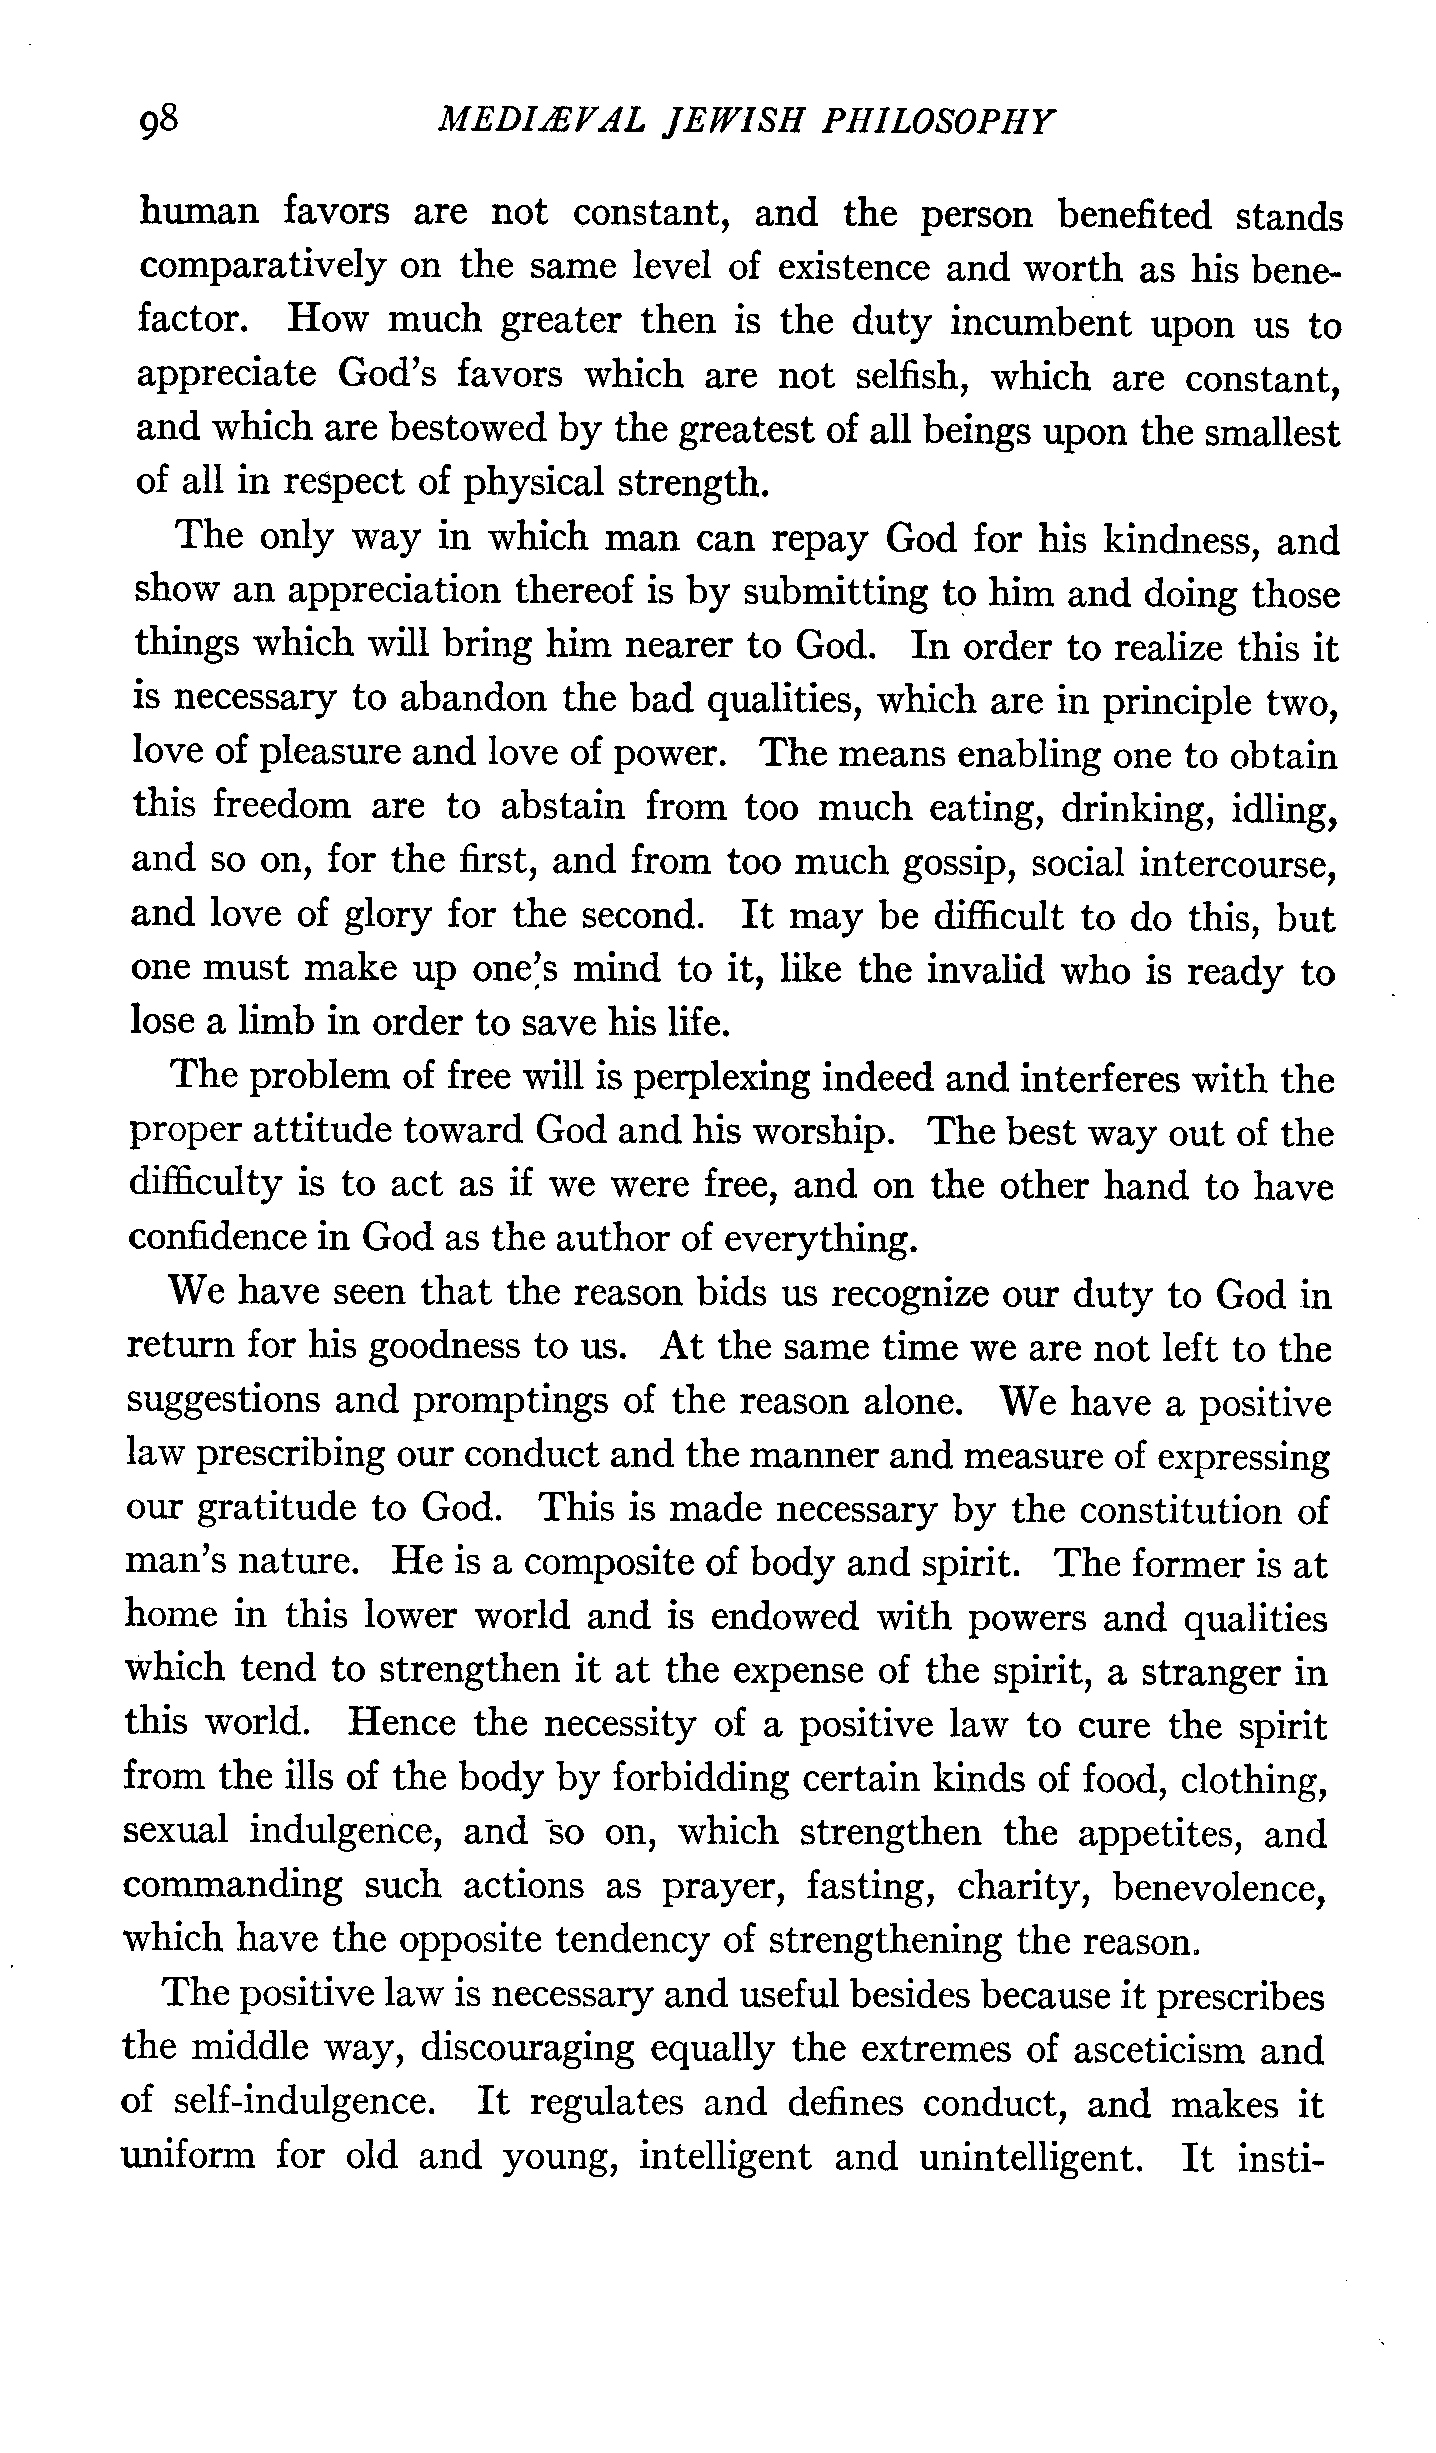 98 MEDIÆVAL JEWISH PHILOSOPHY
human favors are not constant, and the person benefited stands
comparatively on the same level of existence and worth as his bene-
factor. How much greater then is the duty incumbent upon us to
appreciate God's favors which are not selfish, which are constant,
and which are bestowed by the greatest of all beings upon the smallest
of all in respect of physical strength.
The only way in which man can repay God for his kindness, and
show an appreciation thereof is by submitting to him and doing those
things which will bring him nearer to God. In order to realize this it
is necessary to abandon the bad qualities, which are in principle two,
love of pleasure and love of power. The means enabling one to obtain
this freedom are to abstain from too much eating, drinking, idling,
and so on, for the first, and from too much gossip, social intercourse,
and love of glory for the second. It may be difficult to do this, but
one must make up one's mind to it, like the invalid who is ready to
lose a limb in order to save his life.
The problem of free will is perplexing indeed and interferes with the
proper attitude toward God and his worship. The best way out of the
difficulty is to act as if we were free, and on the other hand to have
confidence in God as the author of everything.
We have seen that the reason bids us recognize our duty to God in
return for his goodness to us. At the same time we are not left to the
suggestions and promptings of the reason alone. We have a positive
law prescribing our conduct and the manner and measure of expressing
our gratitude to God. This is made necessary by the constitution of
man's nature. He is a composite of body and spirit. The former is at
home in this lower world and is endowed with powers and qualities
which tend to strengthen it at the expense of the spirit, a stranger in
this world. Hence the necessity of a positive law to cure the spirit
from the ills of the body by forbidding certain kinds of food, clothing,
sexual indulgence, and so on, which strengthen the appetites, and
commanding such actions as prayer, fasting, charity, benevolence,
which have the opposite tendency of strengthening the reason.
The positive law is necessary and useful besides because it prescribes
the middle way, discouraging equally the extremes of asceticism and
of self-indulgence. It regulates and defines conduct, and makes it
uniform for old and young, intelligent and unintelligent. It insti-